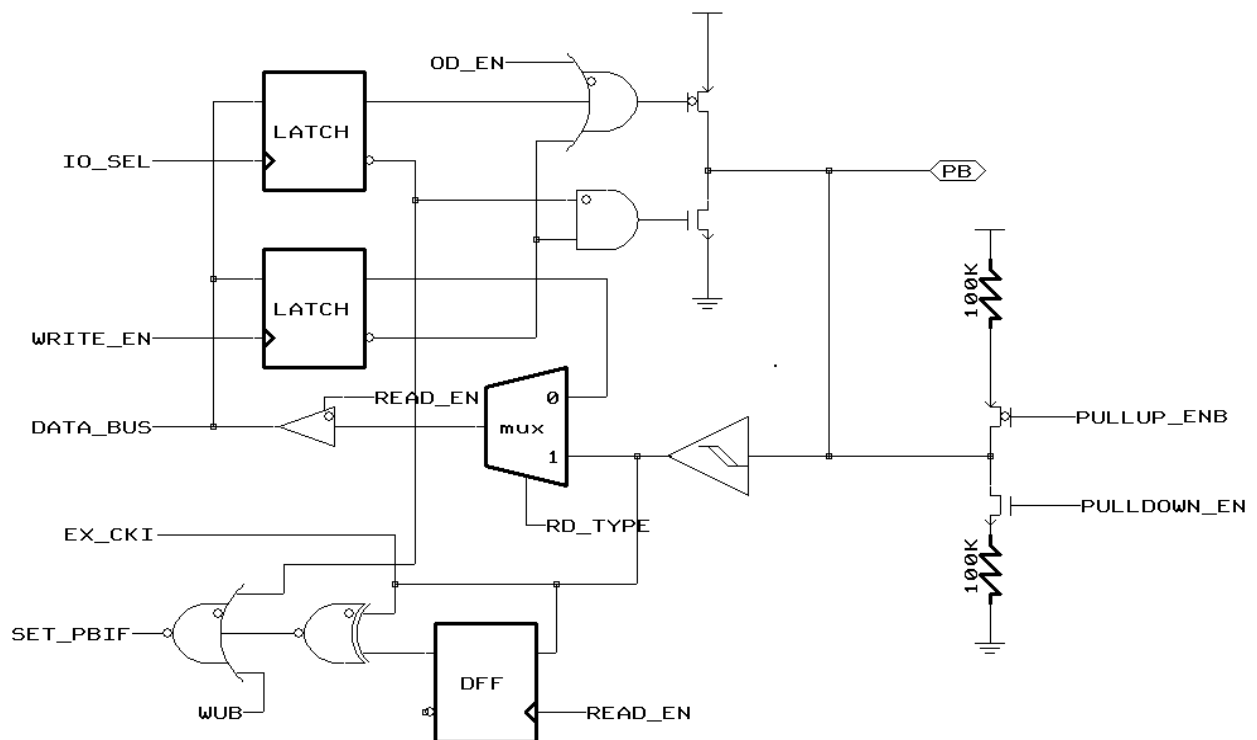 OD_EN
LATCH
IO_SEL
PB
LATCH
100K
WRITE_EN
READ_EN
0
PULLUP_ENB
DATA_BUS
mux
1
PULLDOWN_EN
RD_TYPE
EX_CKI
100K
SET_PBIF
DFF
WUB
READ_EN